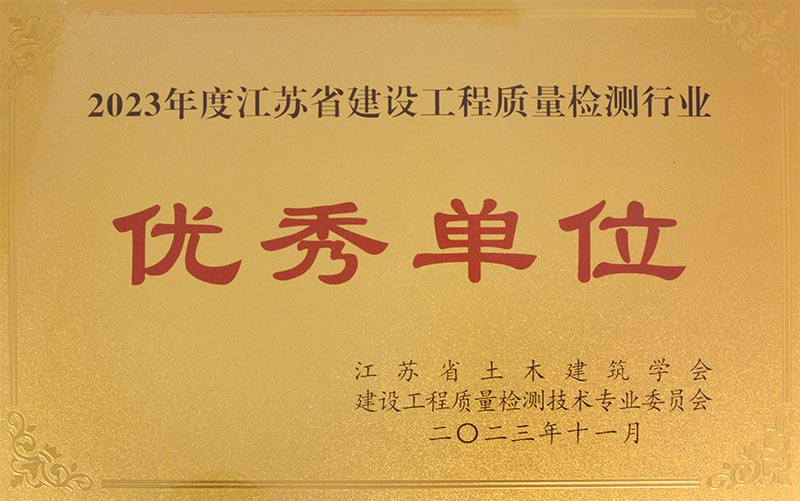 2023年度江苏省建设工程质量检测行业
优秀单位
江苏省土木建筑学会
建设工程质量检测技术专业委员会
二〇二三年十一月